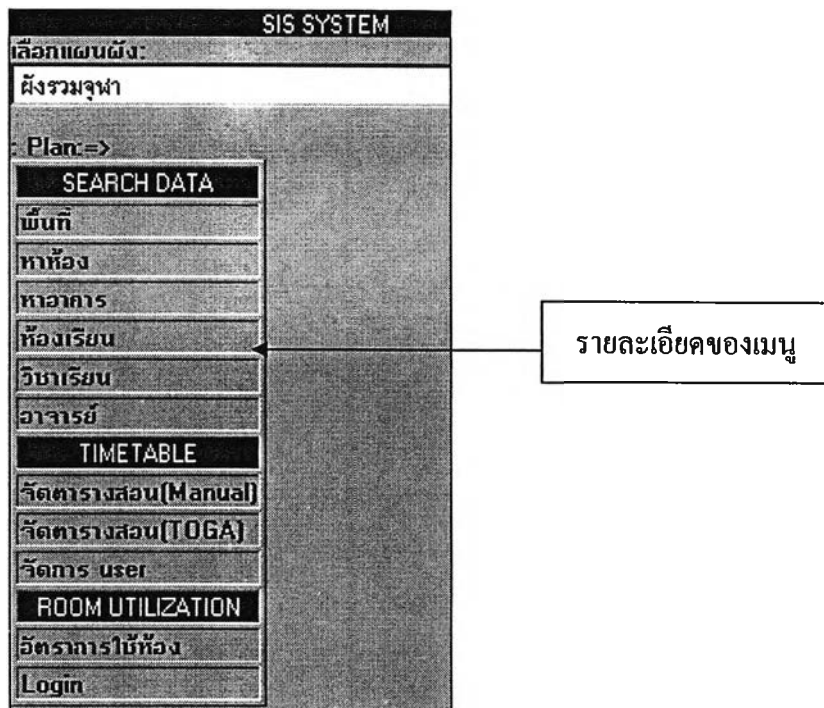 SIS SYSTEM
เลือกแผนผัง:
ผังรวมจุฬา
: Plan:=>
SEARCH DATA
พื้นที่
หาห้อง
หาอาคาร
ห้องเรียน
วิชาเรียน
อาจารย์
TIMETABLE
จัดตารางสอน(Manual)
จัดตารางสอน(TOGA)
จัดการ user
ROOM UTILIZATION
อัตราการใช้ห้อง
Login
รายละเอียดของเมนู